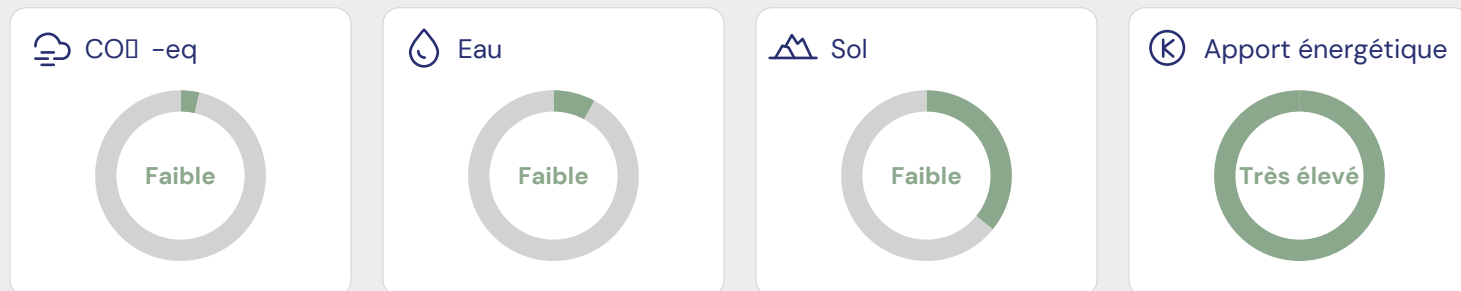 CO▯ -eq
Eau
Sol
Apport énergétique
Faible
Faible
Faible
Très élevé